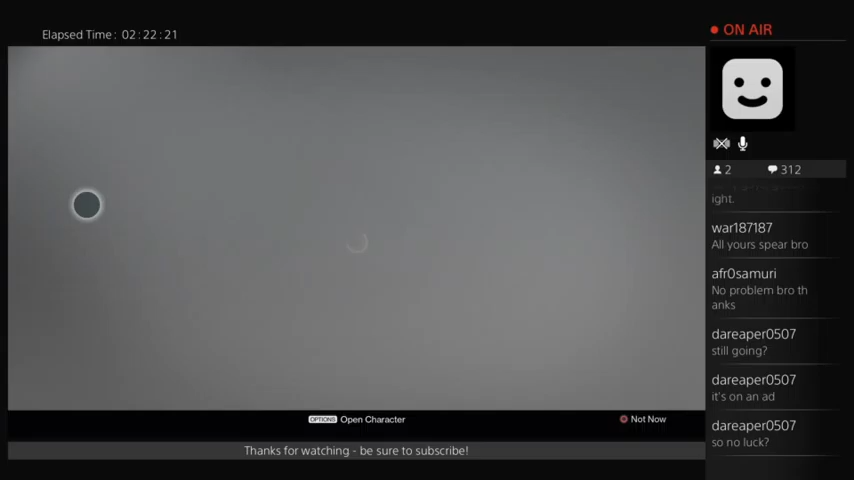 Elapsed Time: 02:22:21
ON AIR
2 312
ight.
war187187
All yours spear bro
afr0samuri
No problem bro th
anks
dareaper0507
still going?
dareaper0507
it's on an ad
dareaper0507
so no luck?
OPTIONS Open Character
Not Now
Thanks for watching - be sure to subscribe!